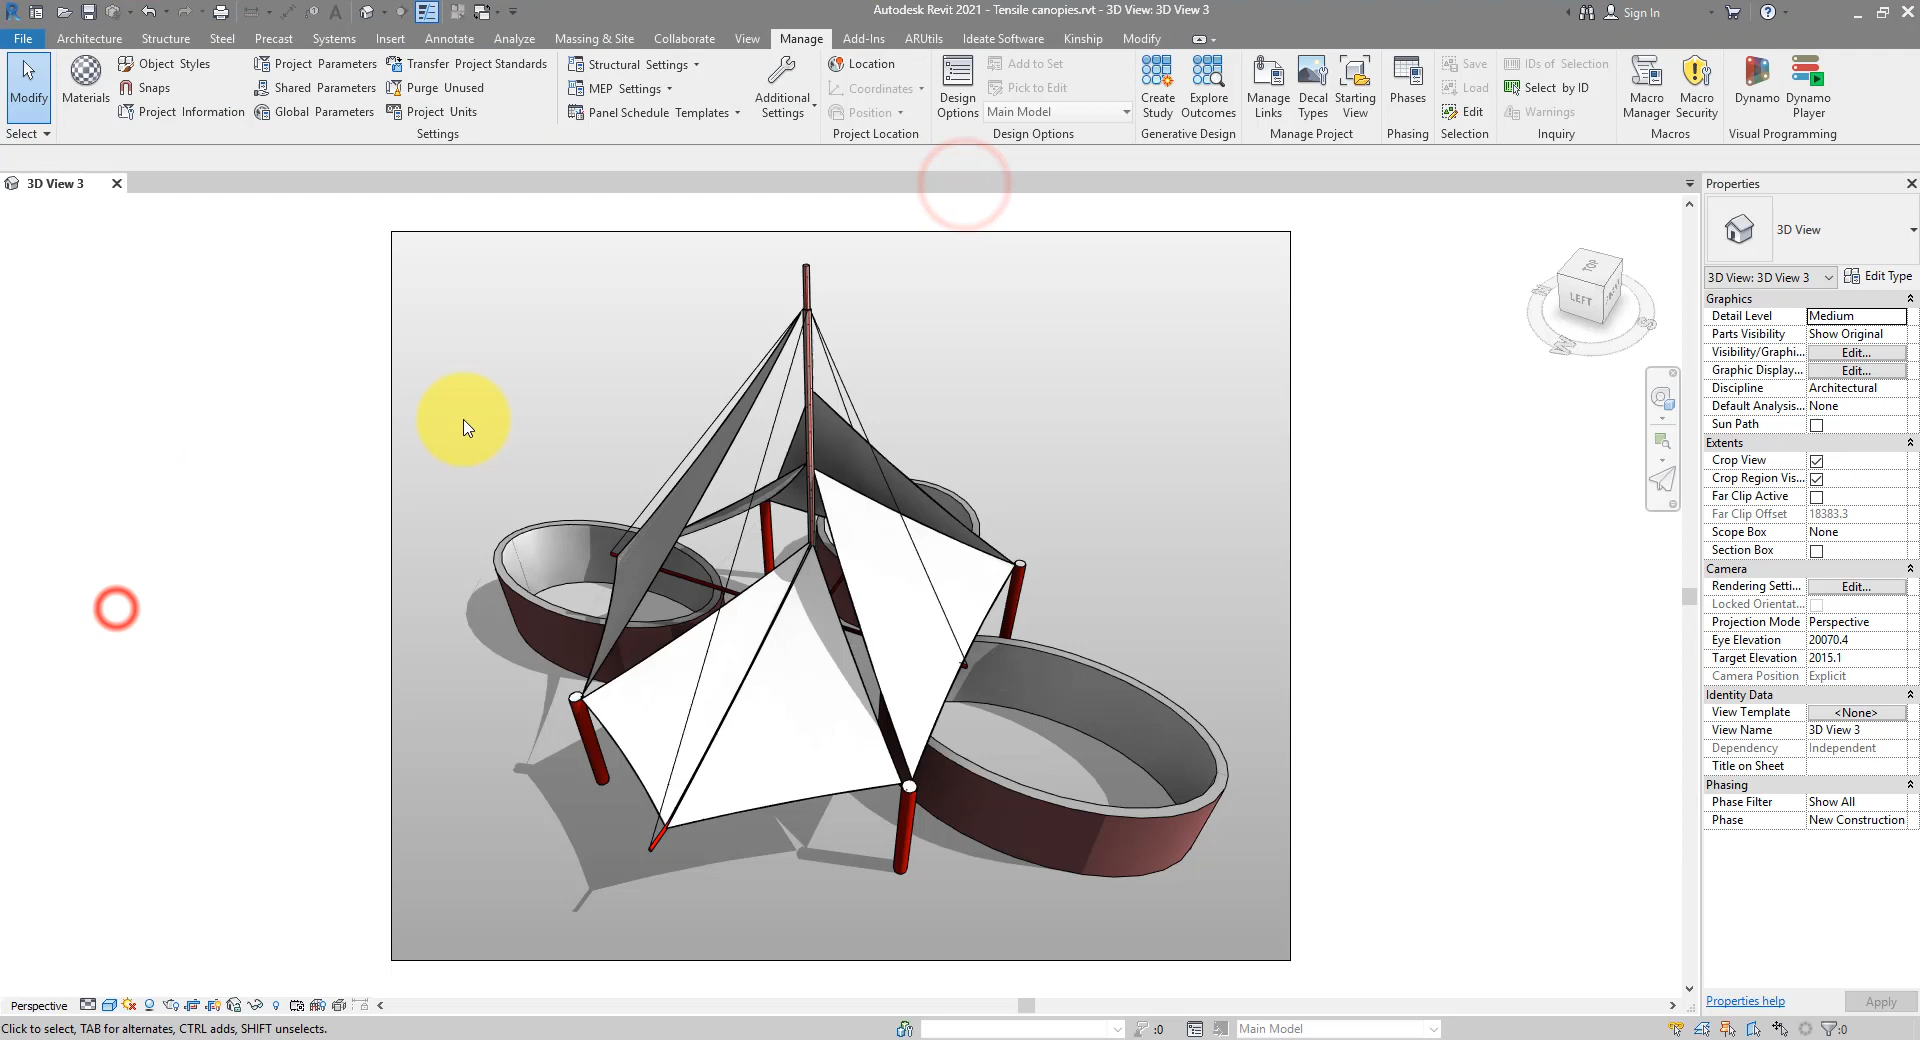 Autodesk Revit 2021 - Tensile canopies.rvt - 3D View: 3D View 3
Sign In
File Architecture Structure Steel Precast Systems Insert Annotate Analyze Massing & Site Collaborate View Manage Add-Ins ARUtils Ideate Software Kinship Modify
Modify
Select
Materials
Object Styles
Snaps
Project Information
Project Parameters
Shared Parameters
Global Parameters
Transfer Project Standards
Purge Unused
Project Units
Settings
Structural Settings
MEP Settings
Panel Schedule Templates
Additional Settings
Location
Coordinates
Position
Project Location
Design Options
Add to Set
Pick to Edit
Main Model
Design Options
Create Study
Explore Outcomes
Generative Design
Manage Links
Decal Types
Starting View
Manage Project
Phases
Phasing
Save
Load
Edit
Selection
IDs of Selection
Select by ID
Warnings
Inquiry
Macro Manager
Macro Security
Macros
Dynamo
Dynamo Player
Visual Programming
3D View 3
TOP
LEFT
Properties
3D View
3D View: 3D View 3
Edit Type
Graphics
Detail Level Medium
Parts Visibility Show Original
Visibility/Graphi... Edit...
Graphic Display... Edit...
Discipline Architectural
Default Analysis... None
Sun Path
Extents
Crop View
Crop Region Vis...
Far Clip Active
Far Clip Offset 18383.3
Scope Box None
Section Box
Camera
Rendering Setti... Edit...
Locked Orientat...
Projection Mode Perspective
Eye Elevation 20070.4
Target Elevation 2015.1
Camera Position Explicit
Identity Data
View Template <None>
View Name 3D View 3
Dependency Independent
Title on Sheet
Phasing
Phase Filter Show All
Phase New Construction
Properties help
Apply
Perspective
Click to select, TAB for alternates, CTRL adds, SHIFT unselects.
:0
Main Model
:0